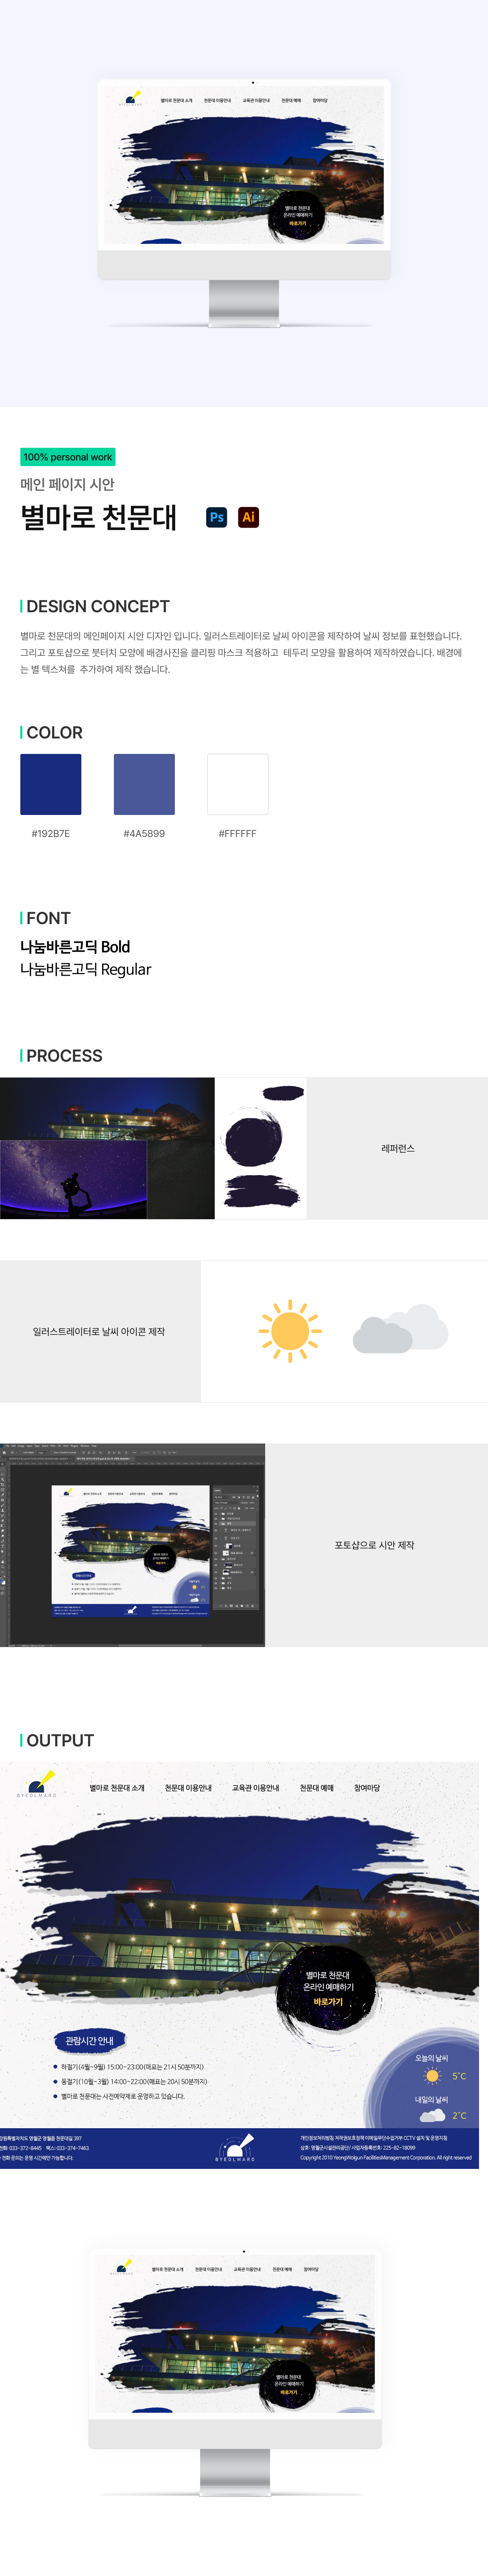 BYEOLMARO
별마로 천문대 소개 천문대 이용안내 교육관 이용안내 천문대 예매 참여마당
별마로 천문대
온라인 예매하기
바로가기
100% personal work
메인 페이지 시안
별마로 천문대 Ps Ai
DESIGN CONCEPT
별마로 천문대의 메인페이지 시안 디자인 입니다. 일러스트레이터로 날씨 아이콘을 제작하여 날씨 정보를 표현했습니다.
그리고 포토샵으로 붓터치 모양에 배경사진을 클리핑 마스크 적용하고 테두리 모양을 활용하여 제작하였습니다. 배경에
는 별 텍스쳐를 추가하여 제작 했습니다.
COLOR
#192B7E #4A5899 #FFFFFF
FONT
나눔바른고딕 Bold
나눔바른고딕 Regular
PROCESS
레퍼런스
일러스트레이터로 날씨 아이콘 제작
포토샵으로 시안 제작
OUTPUT
BYEOLMARO
별마로 천문대 소개 천문대 이용안내 교육관 이용안내 천문대 예매 참여마당
별마로 천문대
온라인 예매하기
바로가기
관람시간 안내
하절기(4월~9월) 15:00~23:00(매표는 21시 50분까지)
동절기(10월~3월) 14:00~22:00(매표는 20시 50분까지)
별마로 천문대는 사전예약제로 운영하고 있습니다.
오늘의 날씨
5˚C
내일의 날씨
2˚C
강원특별자치도 영월군 영월읍 천문대길 397
전화: 033-372-8445 팩스: 033-374-7463
전화 문의는 운영 시간에만 가능합니다.
BYEOLMARO
개인정보처리방침 저작권보호정책 이메일무단수집거부 CCTV 설치 및 운영지침
상호: 영월군시설관리공단/ 사업자등록번호: 225-82-18099
Copyright 2010 YeongWolgun FacilitiesManagement Corporation. All right reserved
BYEOLMARO
별마로 천문대 소개 천문대 이용안내 교육관 이용안내 천문대 예매 참여마당
별마로 천문대
온라인 예매하기
바로가기